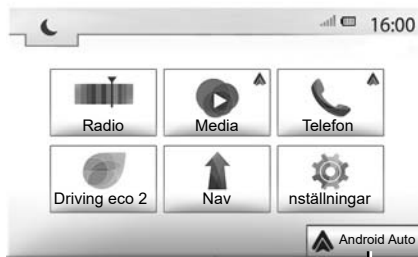 16:00
Radio Media Telefon
Driving eco 2 Nav nställningar
Android Auto